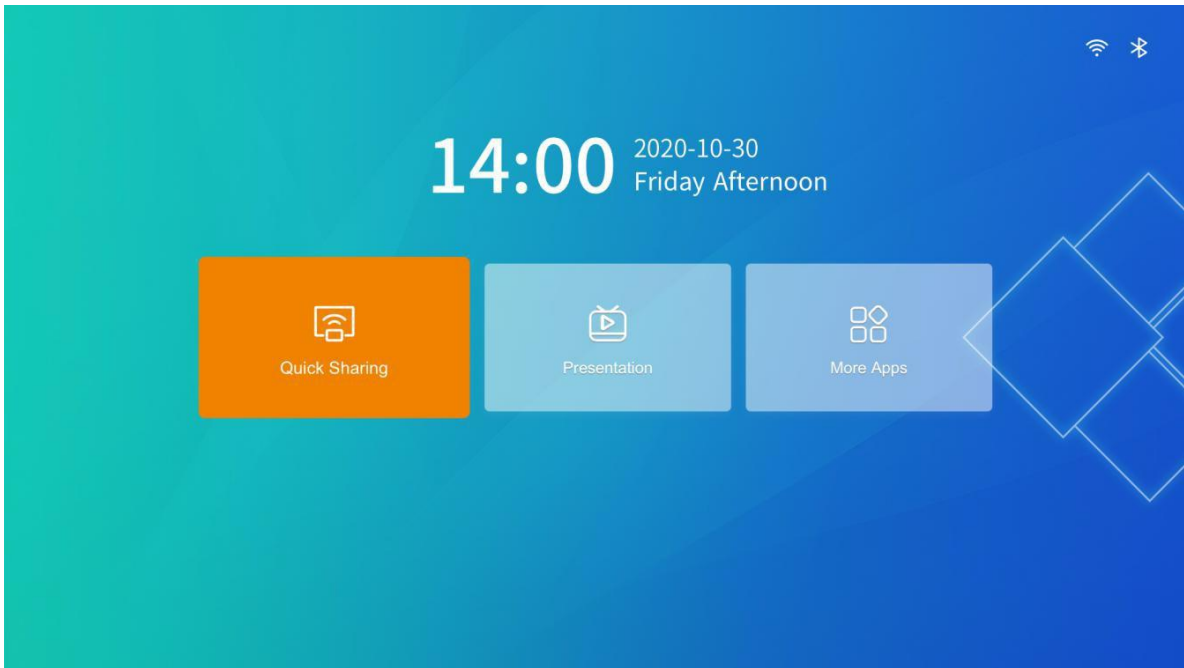 14:00
2020-10-30
Friday Afternoon
Quick Sharing
Presentation
More Apps